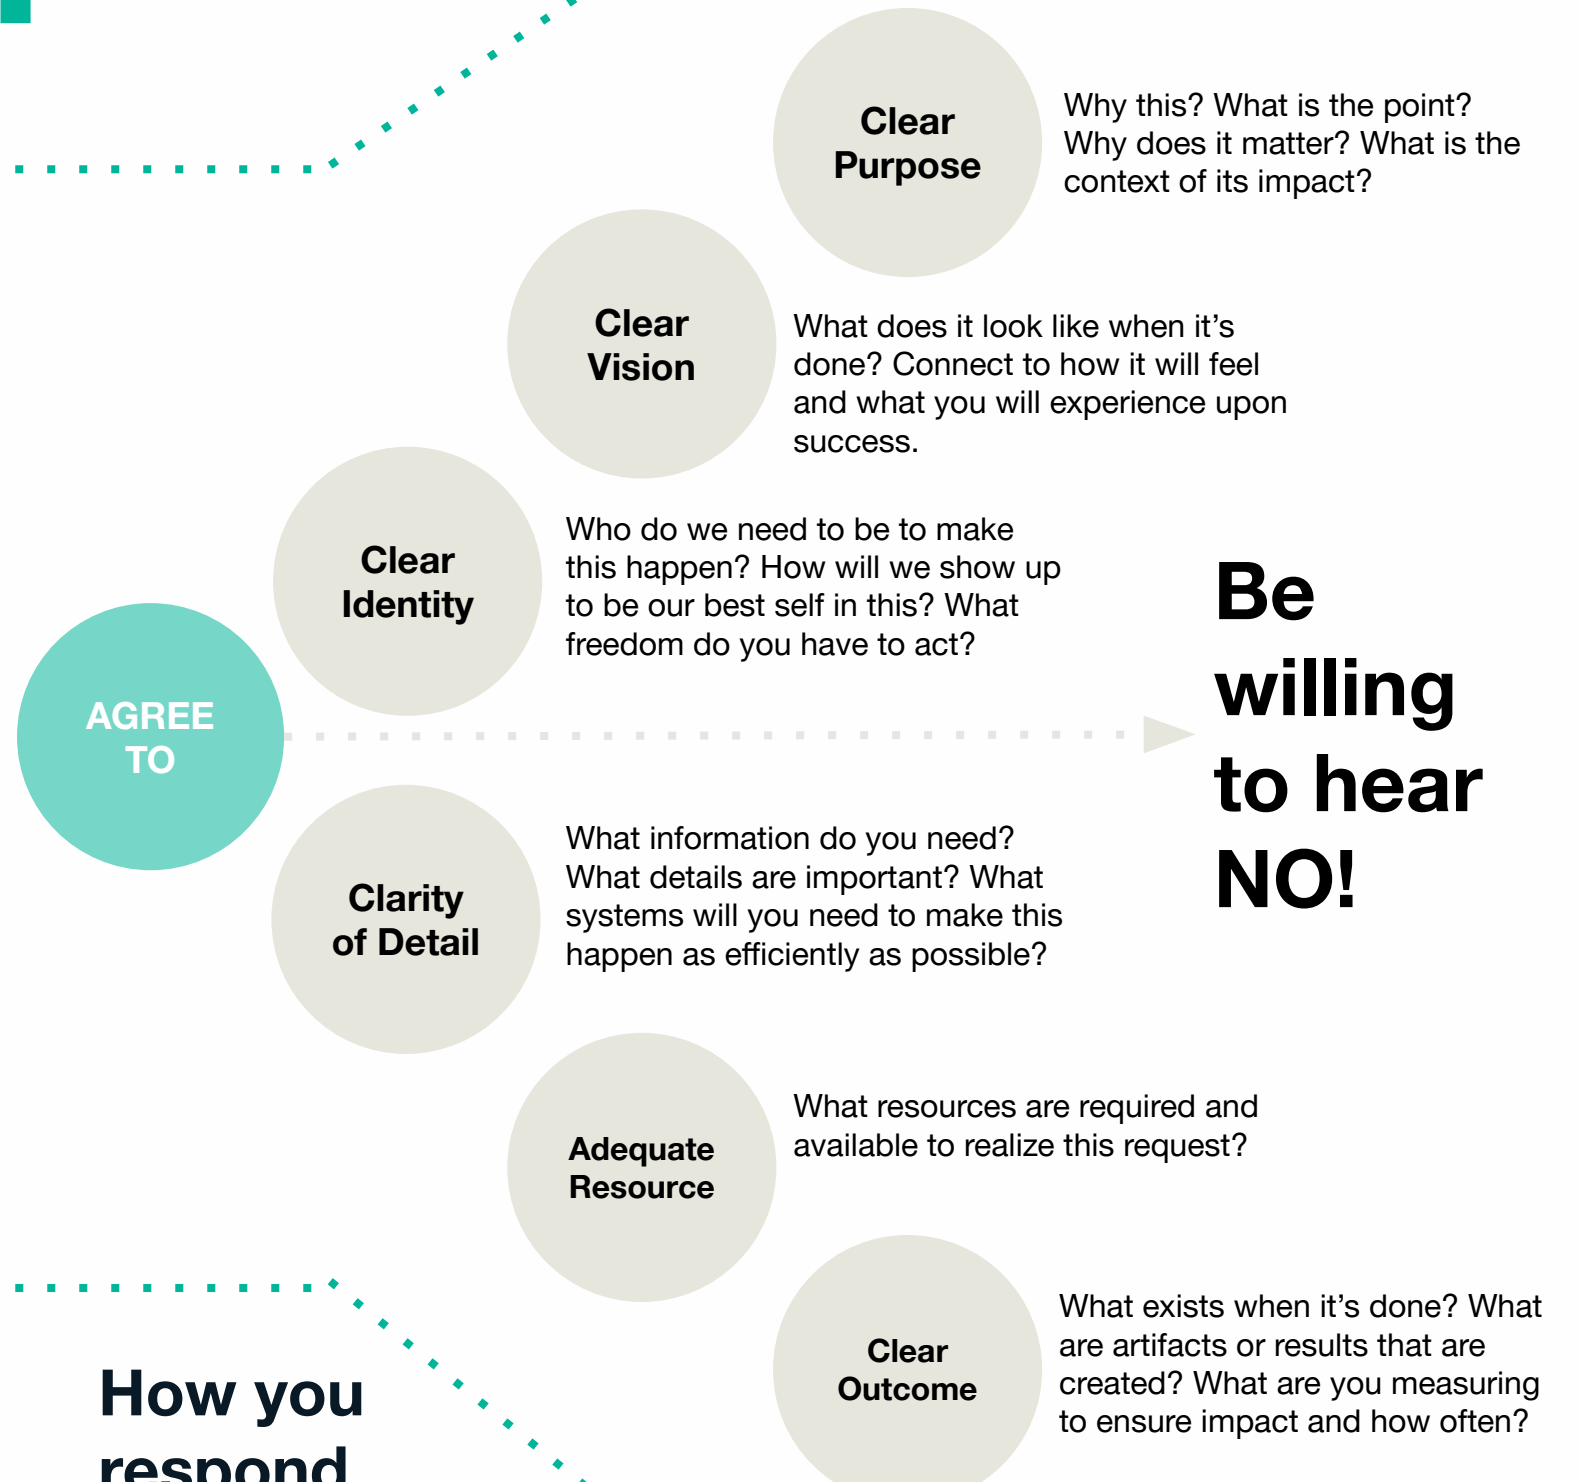 Clear
Purpose
Why this? What is the point?
Why does it matter? What is the
context of its impact?
Clear
Vision
What does it look like when it’s
done? Connect to how it will feel
and what you will experience upon
success.
Clear
Identity
Who do we need to be to make
this happen? How will we show up
to be our best self in this? What
freedom do you have to act?
AGREE
TO
Be
willing
to hear
NO!
Clarity
of Detail
What information do you need?
What details are important? What
systems will you need to make this
happen as efficiently as possible?
Adequate
Resource
What resources are required and
available to realize this request?
Clear
Outcome
What exists when it’s done? What
are artifacts or results that are
created? What are you measuring
to ensure impact and how often?
How you
respond